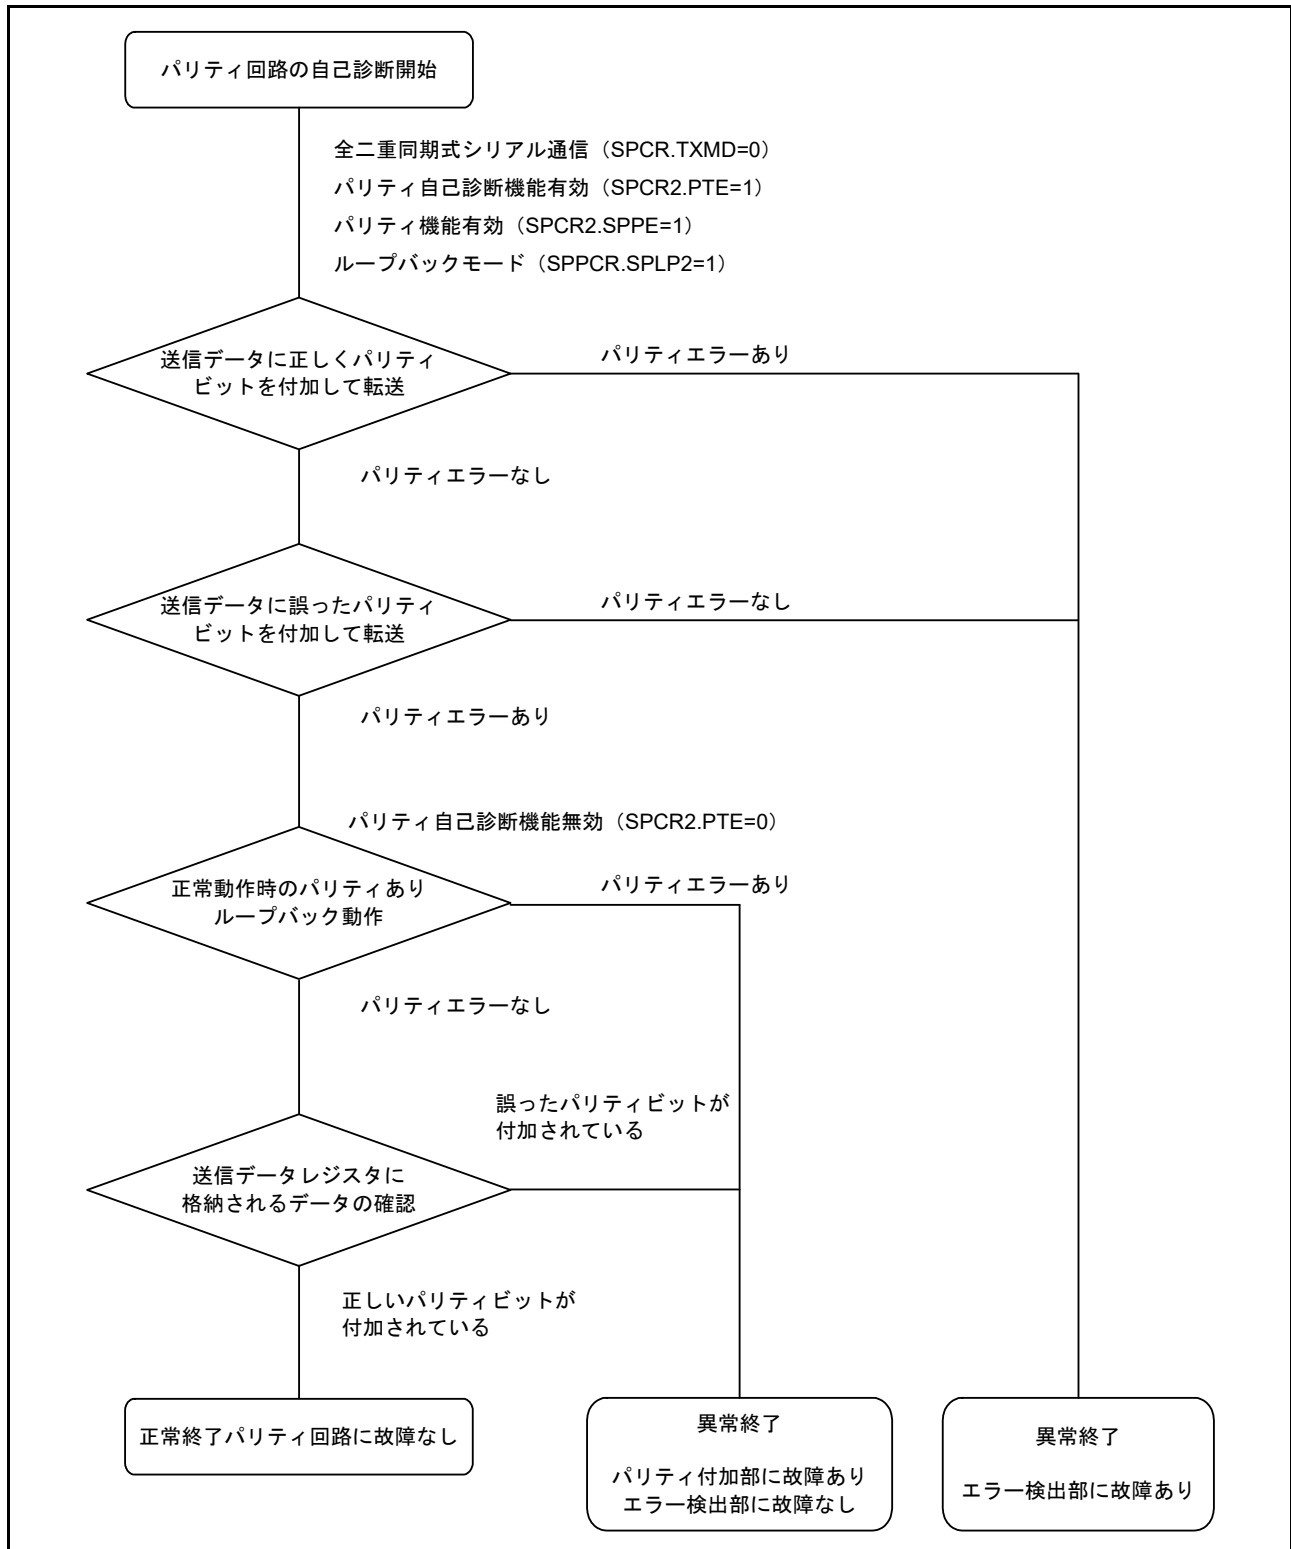 パリティ回路の自己診断開始
全二重同期式シリアル通信（SPCR.TXMD=0）
パリティ自己診断機能有効（SPCR2.PTE=1）
パリティ機能有効（SPCR2.SPPE=1）
ループバックモード（SPPCR.SPLP2=1）
送信データに正しくパリティ
ビットを付加して転送
パリティエラーあり
パリティエラーなし
送信データに誤ったパリティ
ビットを付加して転送
パリティエラーなし
パリティエラーあり
パリティ自己診断機能無効（SPCR2.PTE=0）
正常動作時のパリティあり
ループバック動作
パリティエラーあり
パリティエラーなし
誤ったパリティビットが
付加されている
送信データレジスタに
格納されるデータの確認
正しいパリティビットが
付加されている
正常終了パリティ回路に故障なし
異常終了
パリティ付加部に故障あり
エラー検出部に故障なし
異常終了
エラー検出部に故障あり